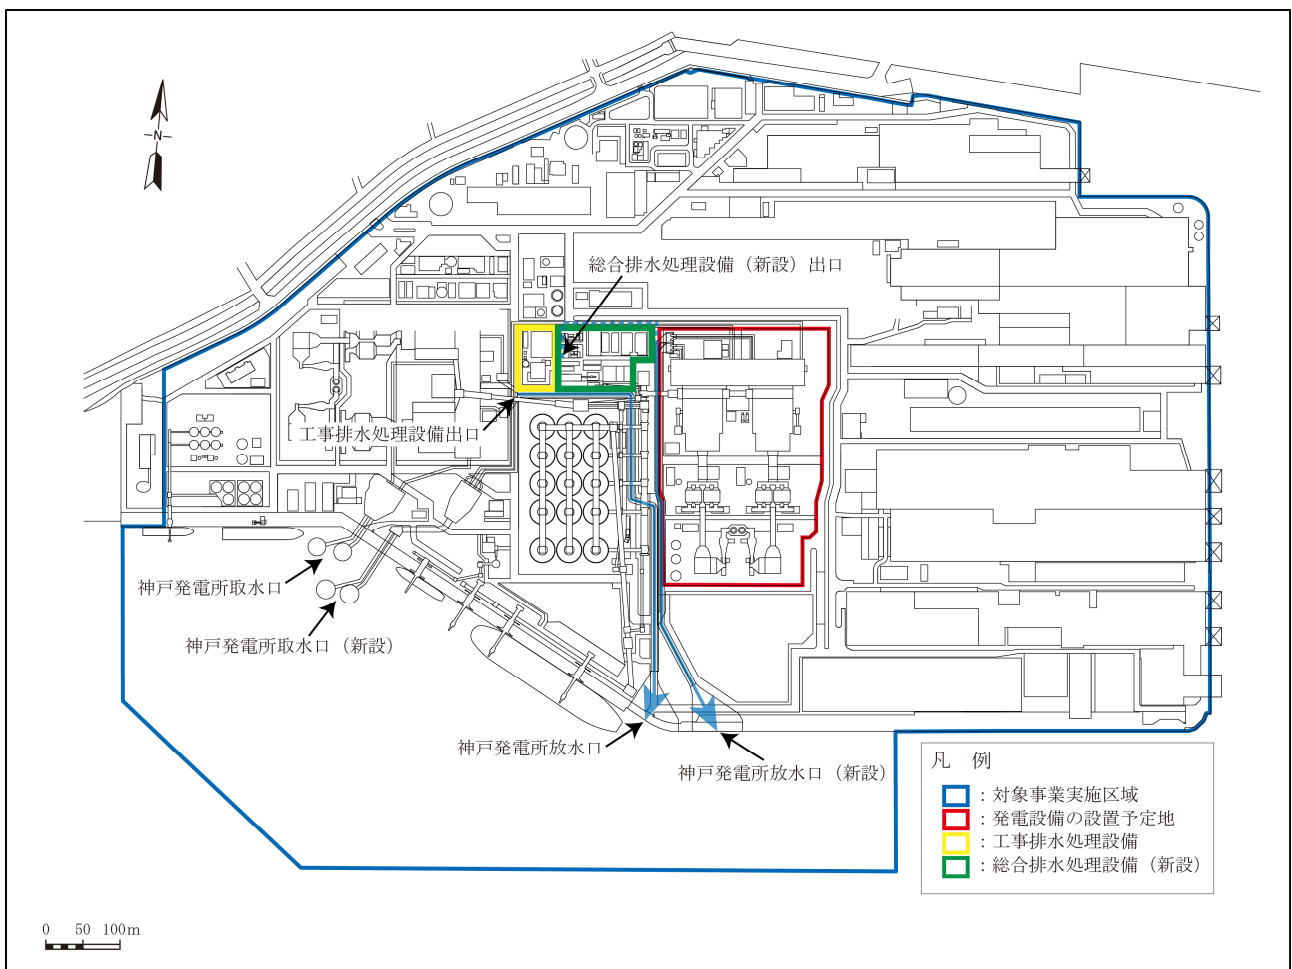 N
総合排水処理設備（新設）出口
工事排水処理設備出口
神戸発電所取水口
神戸発電所取水口（新設）
神戸発電所放水口
神戸発電所放水口（新設）
凡　例
：対象事業実施区域
：発電設備の設置予定地
：工事排水処理設備
：総合排水処理設備（新設）
0 50 100m